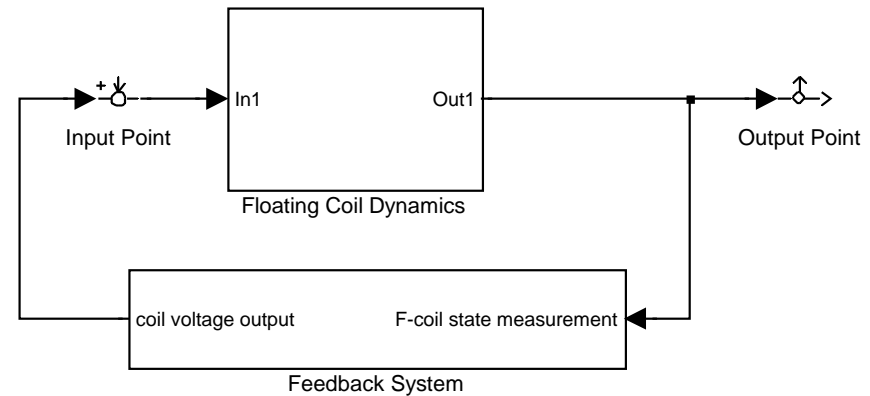 +
In1
Out1
Input Point
Output Point
Floating Coil Dynamics
coil voltage output
F-coil state measurement
Feedback System